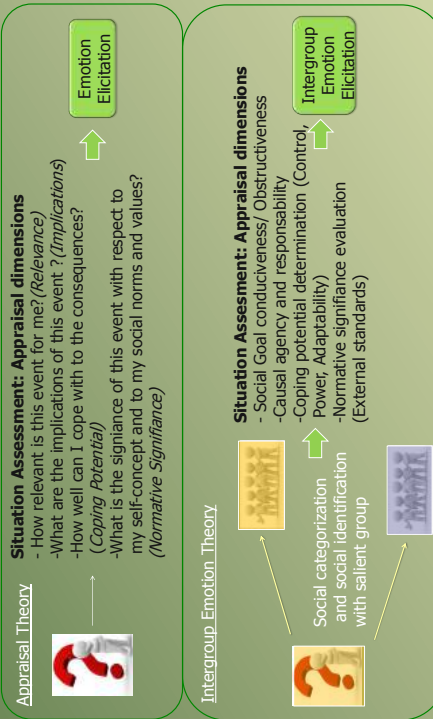 Appraisal Theory
Situation Assessment: Appraisal dimensions
- How relevant is this event for me?(Relevance)
-What are the implications of this event ?(Implications)
-How well can I cope with to the consequences?
(Coping Potential)
-What is the signiance of this event with respect to
my self-concept and to my social norms and values?
(Normative Signifiance)
Emotion
Elicitation
Intergroup Emotion Theory
Social categorization
and social identification
with salient group
Situation Assessment: Appraisal dimensions
- Social Goal conduciveness/ Obstructiveness
-Causal agency and responsability
-Coping potential determination (Control,
Power, Adaptability)
-Normative signifiance evaluation
(External standards)
Intergroup
Emotion
Elicitation